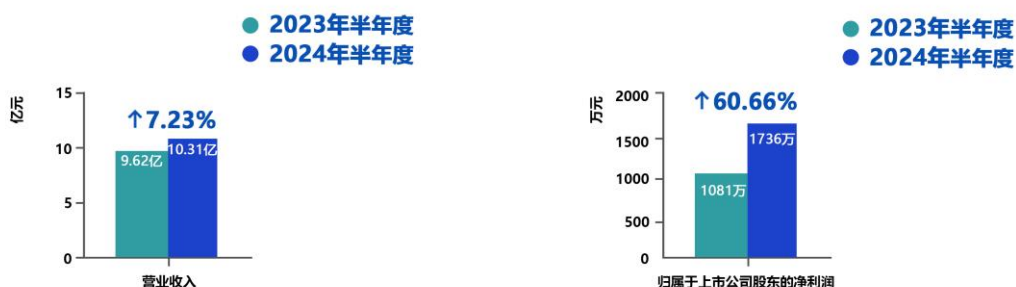 2023年半年度
2024年半年度
亿元
15
10
5
0
↑7.23%
9.62亿
10.31亿
营业收入
2023年半年度
2024年半年度
万元
2000
1500
1000
500
0
↑60.66%
1081万
1736万
归属于上市公司股东的净利润